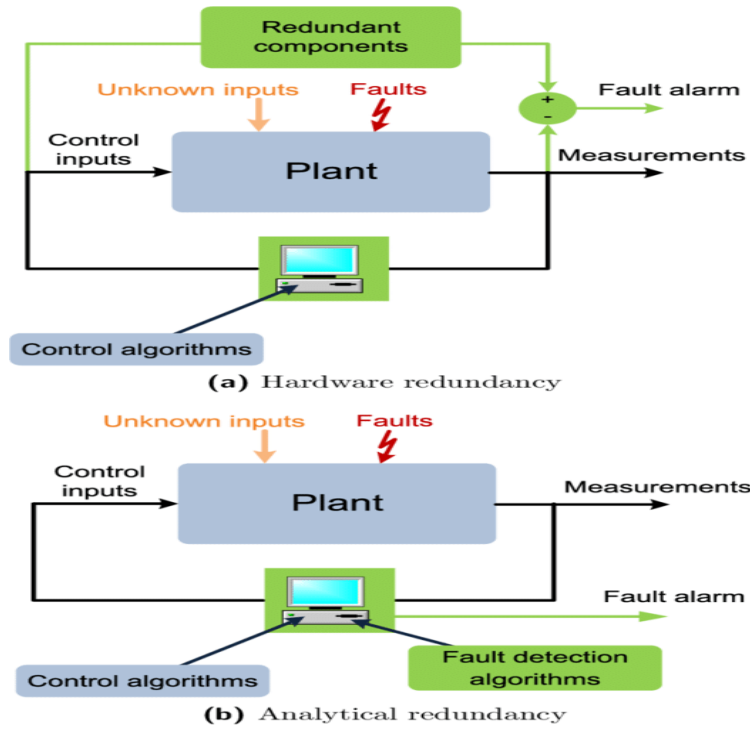 Redundant
components
Unknown inputs
Faults
Fault alarm
+
-
Control
inputs
Plant
Measurements
Control algorithms
(a) Hardware redundancy
Unknown inputs
Faults
Control
inputs
Plant
Measurements
Fault alarm
Control algorithms
Fault detection
algorithms
(b) Analytical redundancy